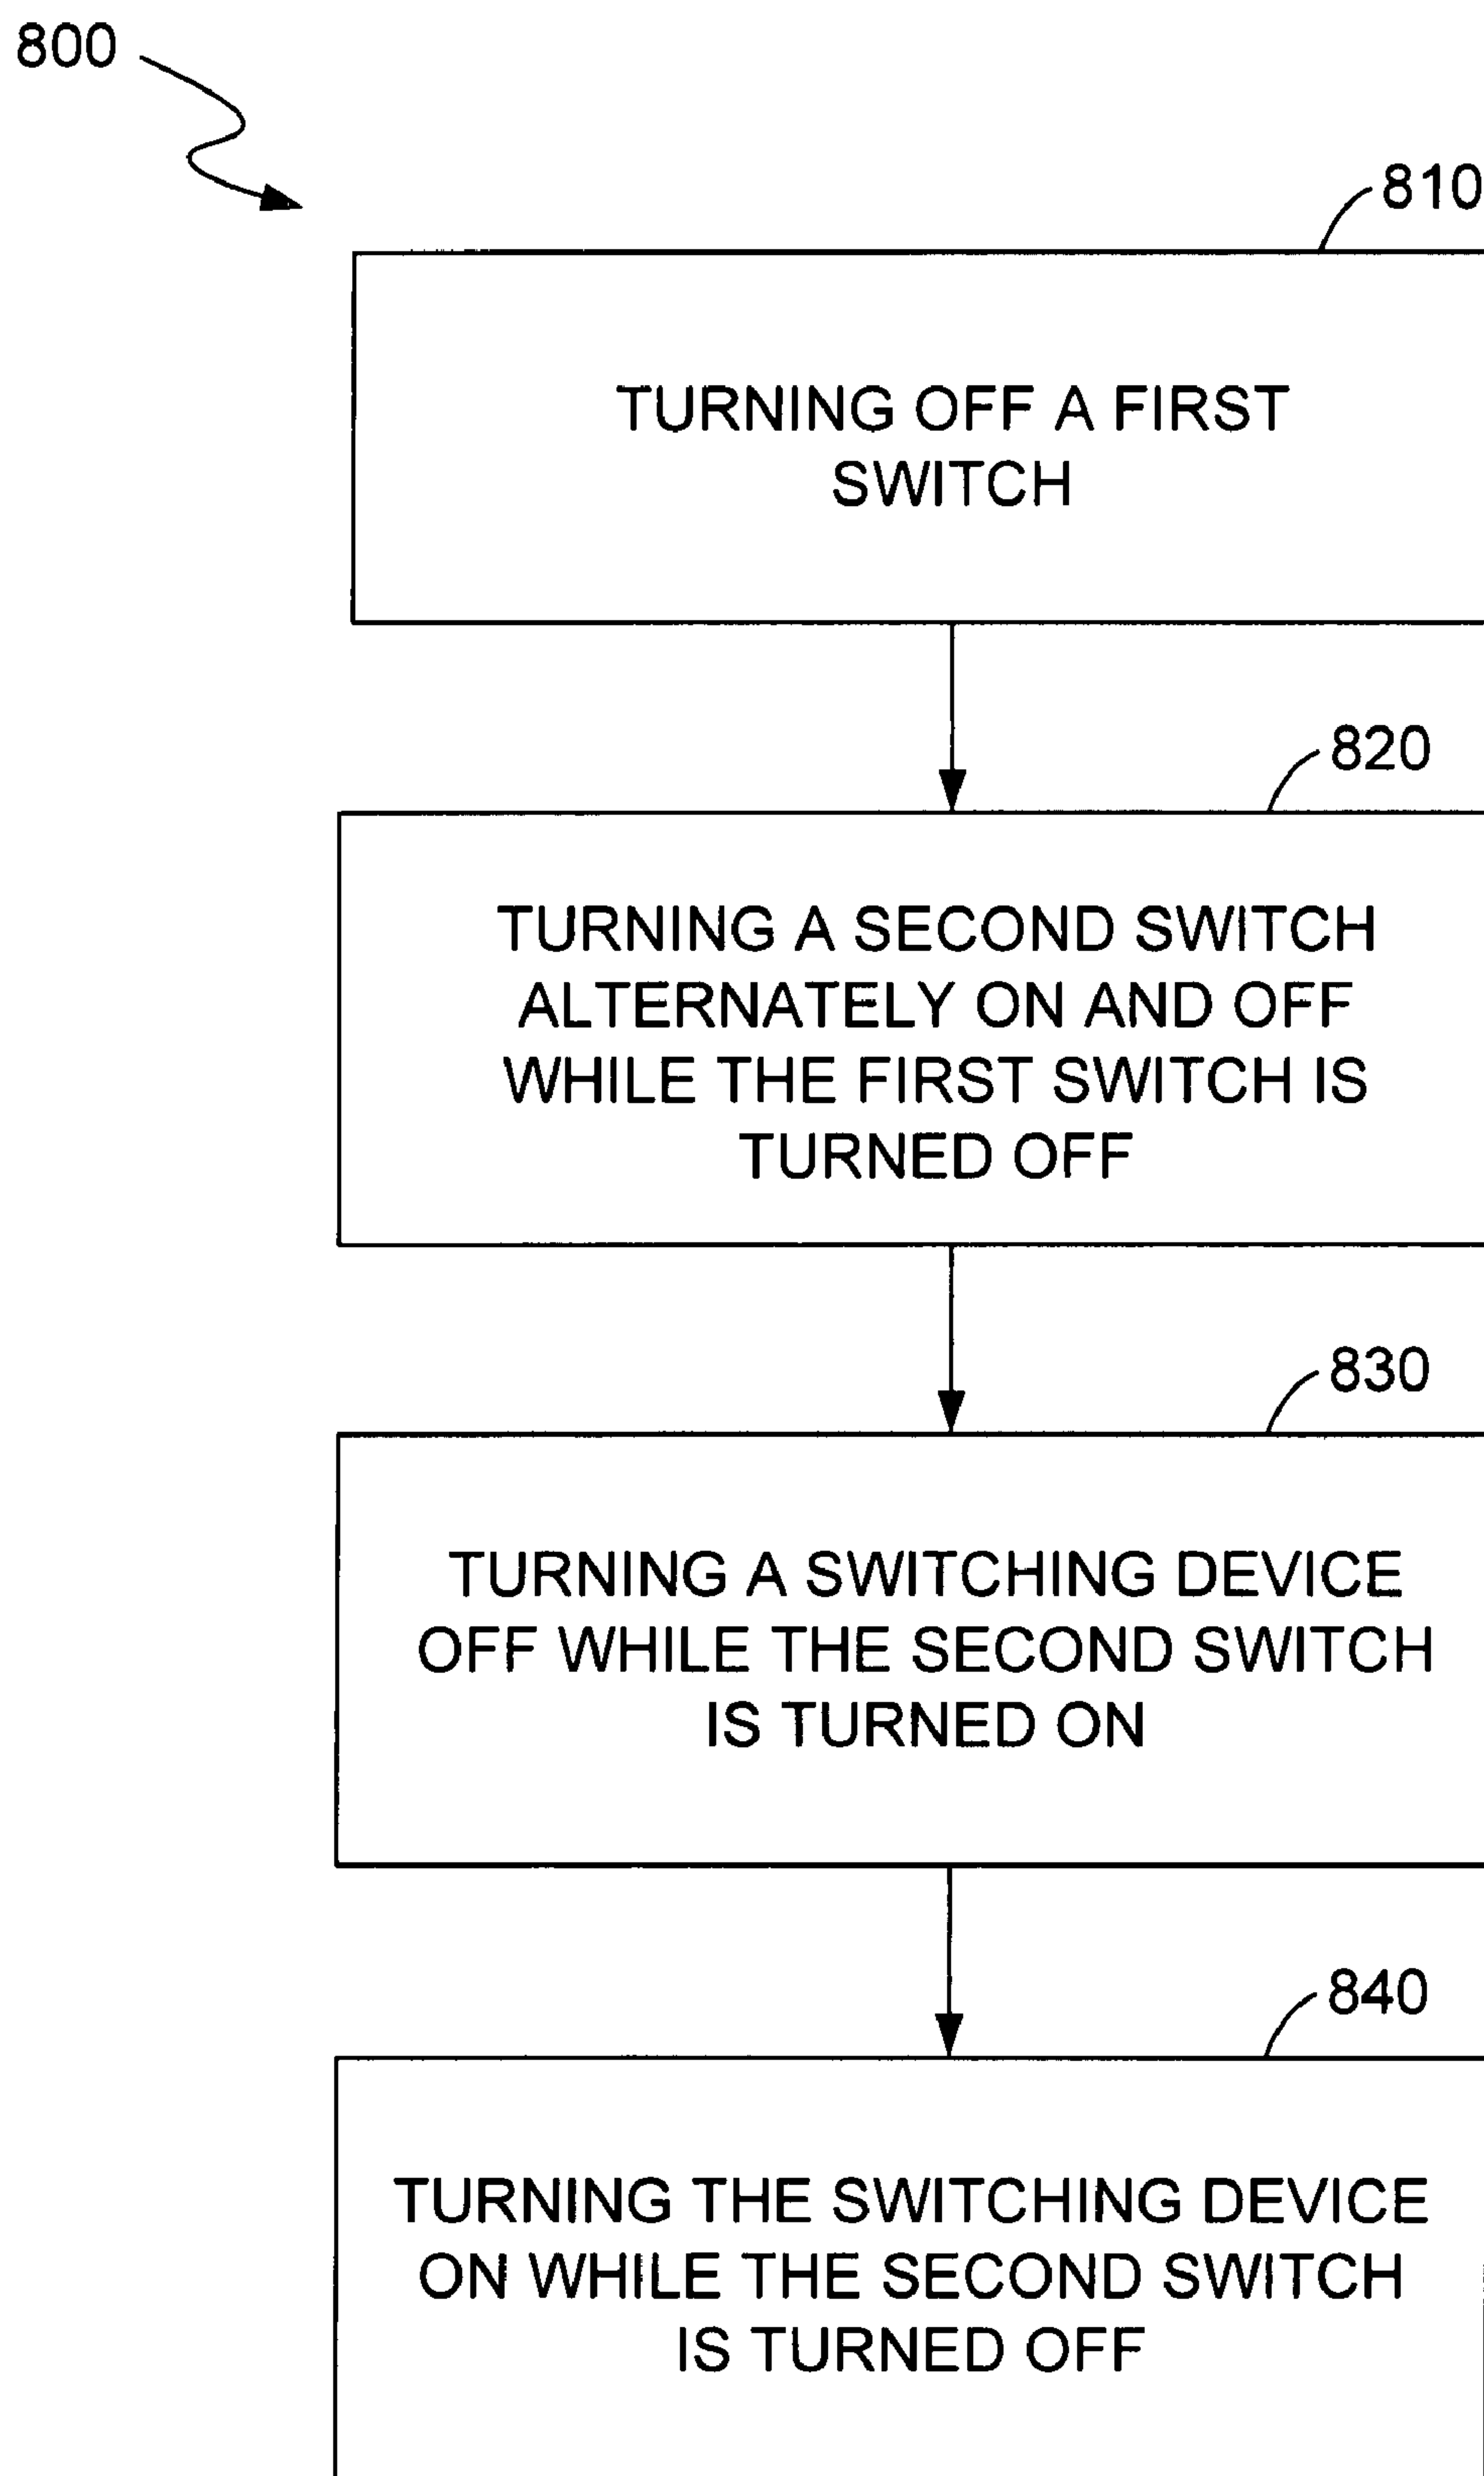 800
810
TURNING OFF A FIRST
SWITCH
820
TURNING A SECOND SWITCH
ALTERNATELY ON AND OFF
WHILE THE FIRST SWITCH IS
TURNED OFF
830
TURNING A SWITCHING DEVICE
OFF WHILE THE SECOND SWITCH
IS TURNED ON
840
TURNING THE SWITCHING DEVICE
ON WHILE THE SECOND SWITCH
IS TURNED OFF